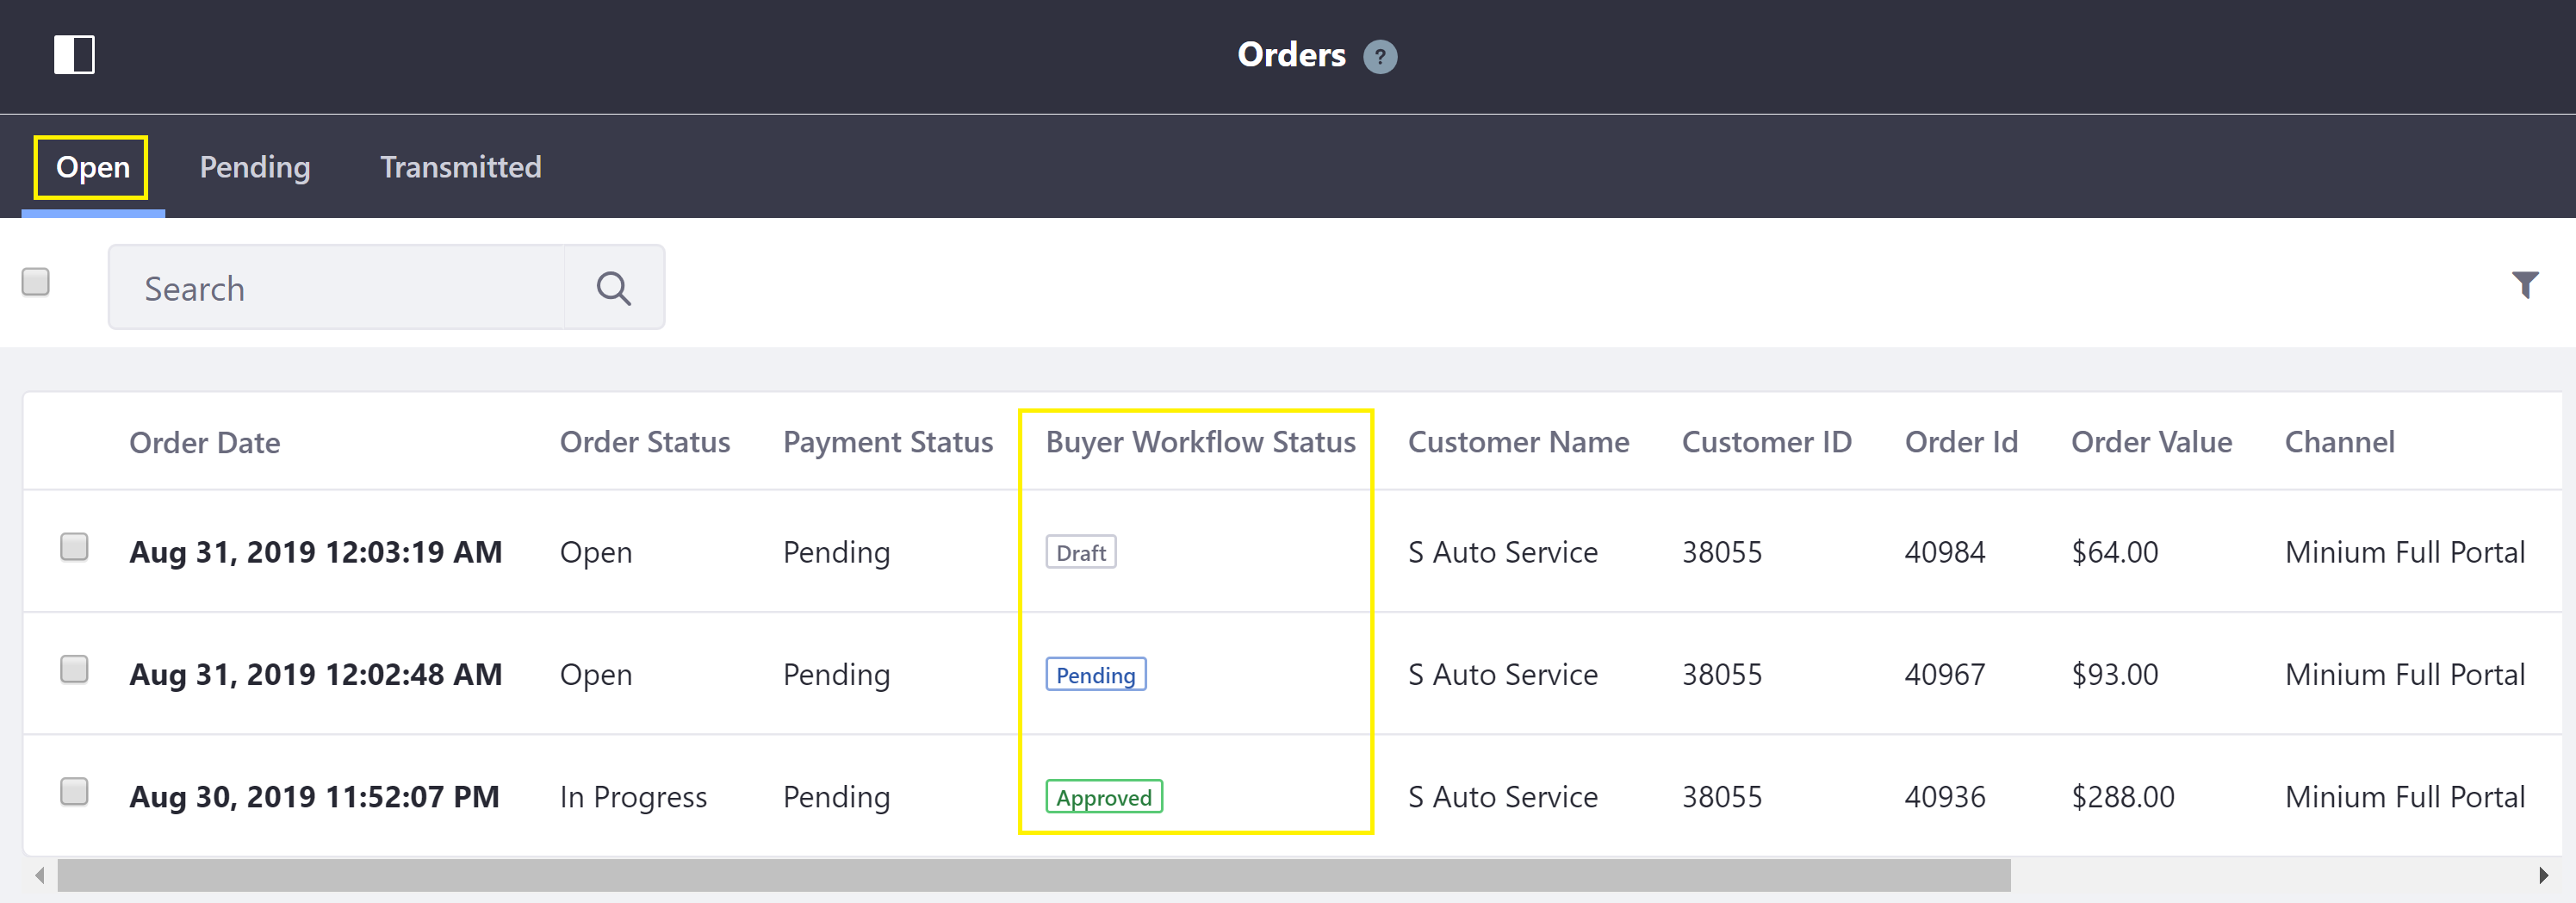 Orders ?
Open Pending Transmitted
Search
Order Date Order Status Payment Status Buyer Workflow Status Customer Name Customer ID Order Id Order Value Channel
Aug 31, 2019 12:03:19 AM Open Pending Draft S Auto Service 38055 40984 $64.00 Minium Full Portal
Aug 31, 2019 12:02:48 AM Open Pending Pending S Auto Service 38055 40967 $93.00 Minium Full Portal
Aug 30, 2019 11:52:07 PM In Progress Pending Approved S Auto Service 38055 40936 $288.00 Minium Full Portal